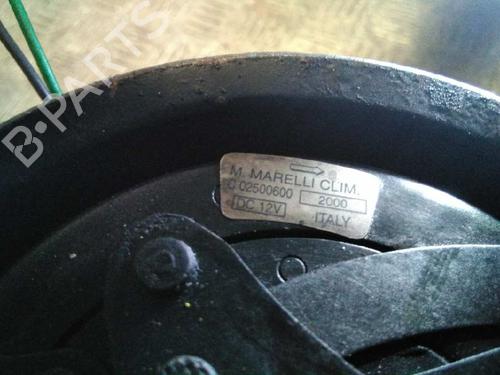 B-PARTS
M. MARELLI CLIM.
C 02500600 2000
DC 12V ITALY